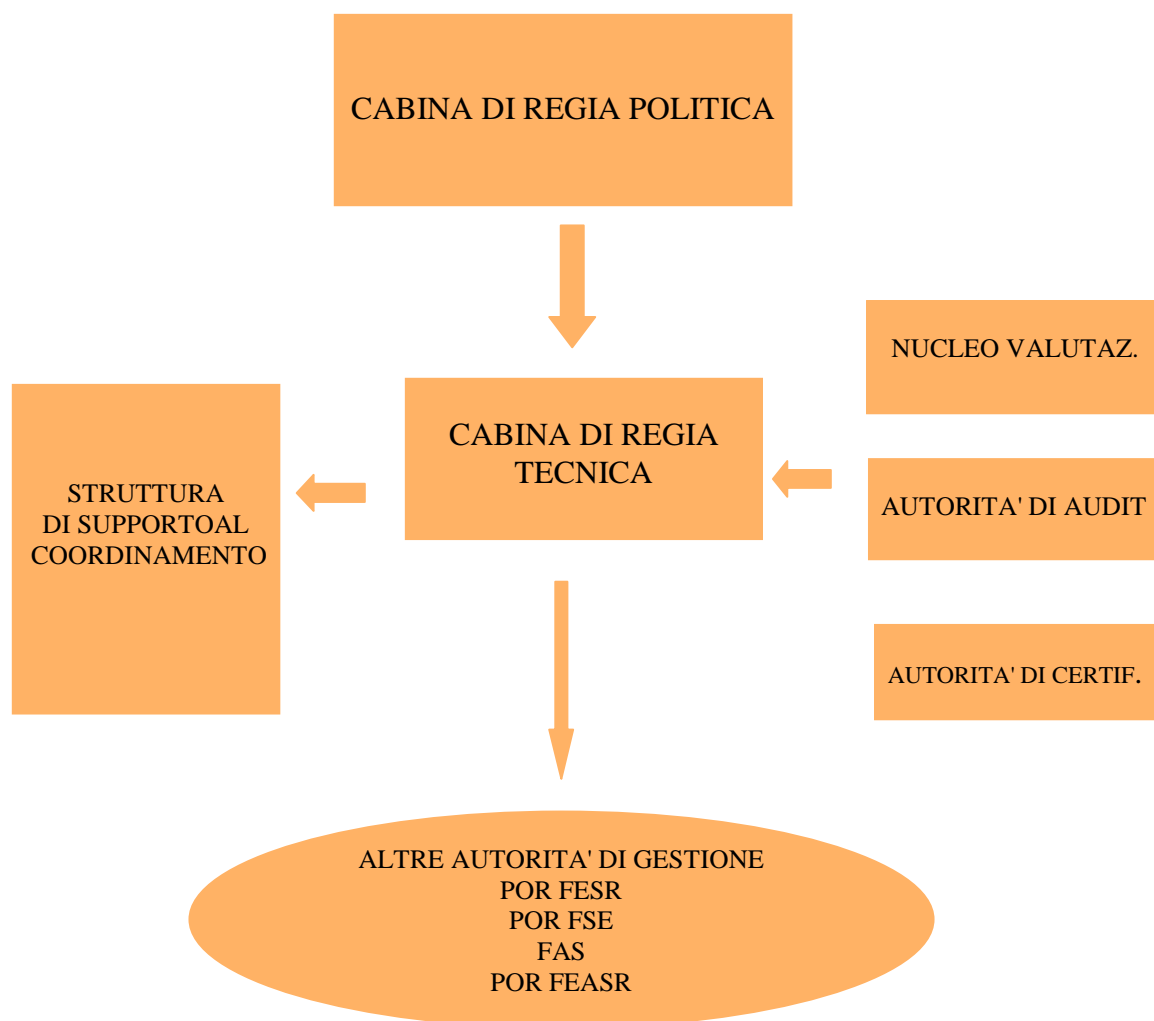 CABINA DI REGIA POLITICA
NUCLEO VALUTAZ.
CABINA DI REGIA
TECNICA
STRUTTURA
DI SUPPORTOAL
COORDINAMENTO
AUTORITA' DI AUDIT
AUTORITA' DI CERTIF.
ALTRE AUTORITA' DI GESTIONE
POR FESR
POR FSE
FAS
POR FEASR